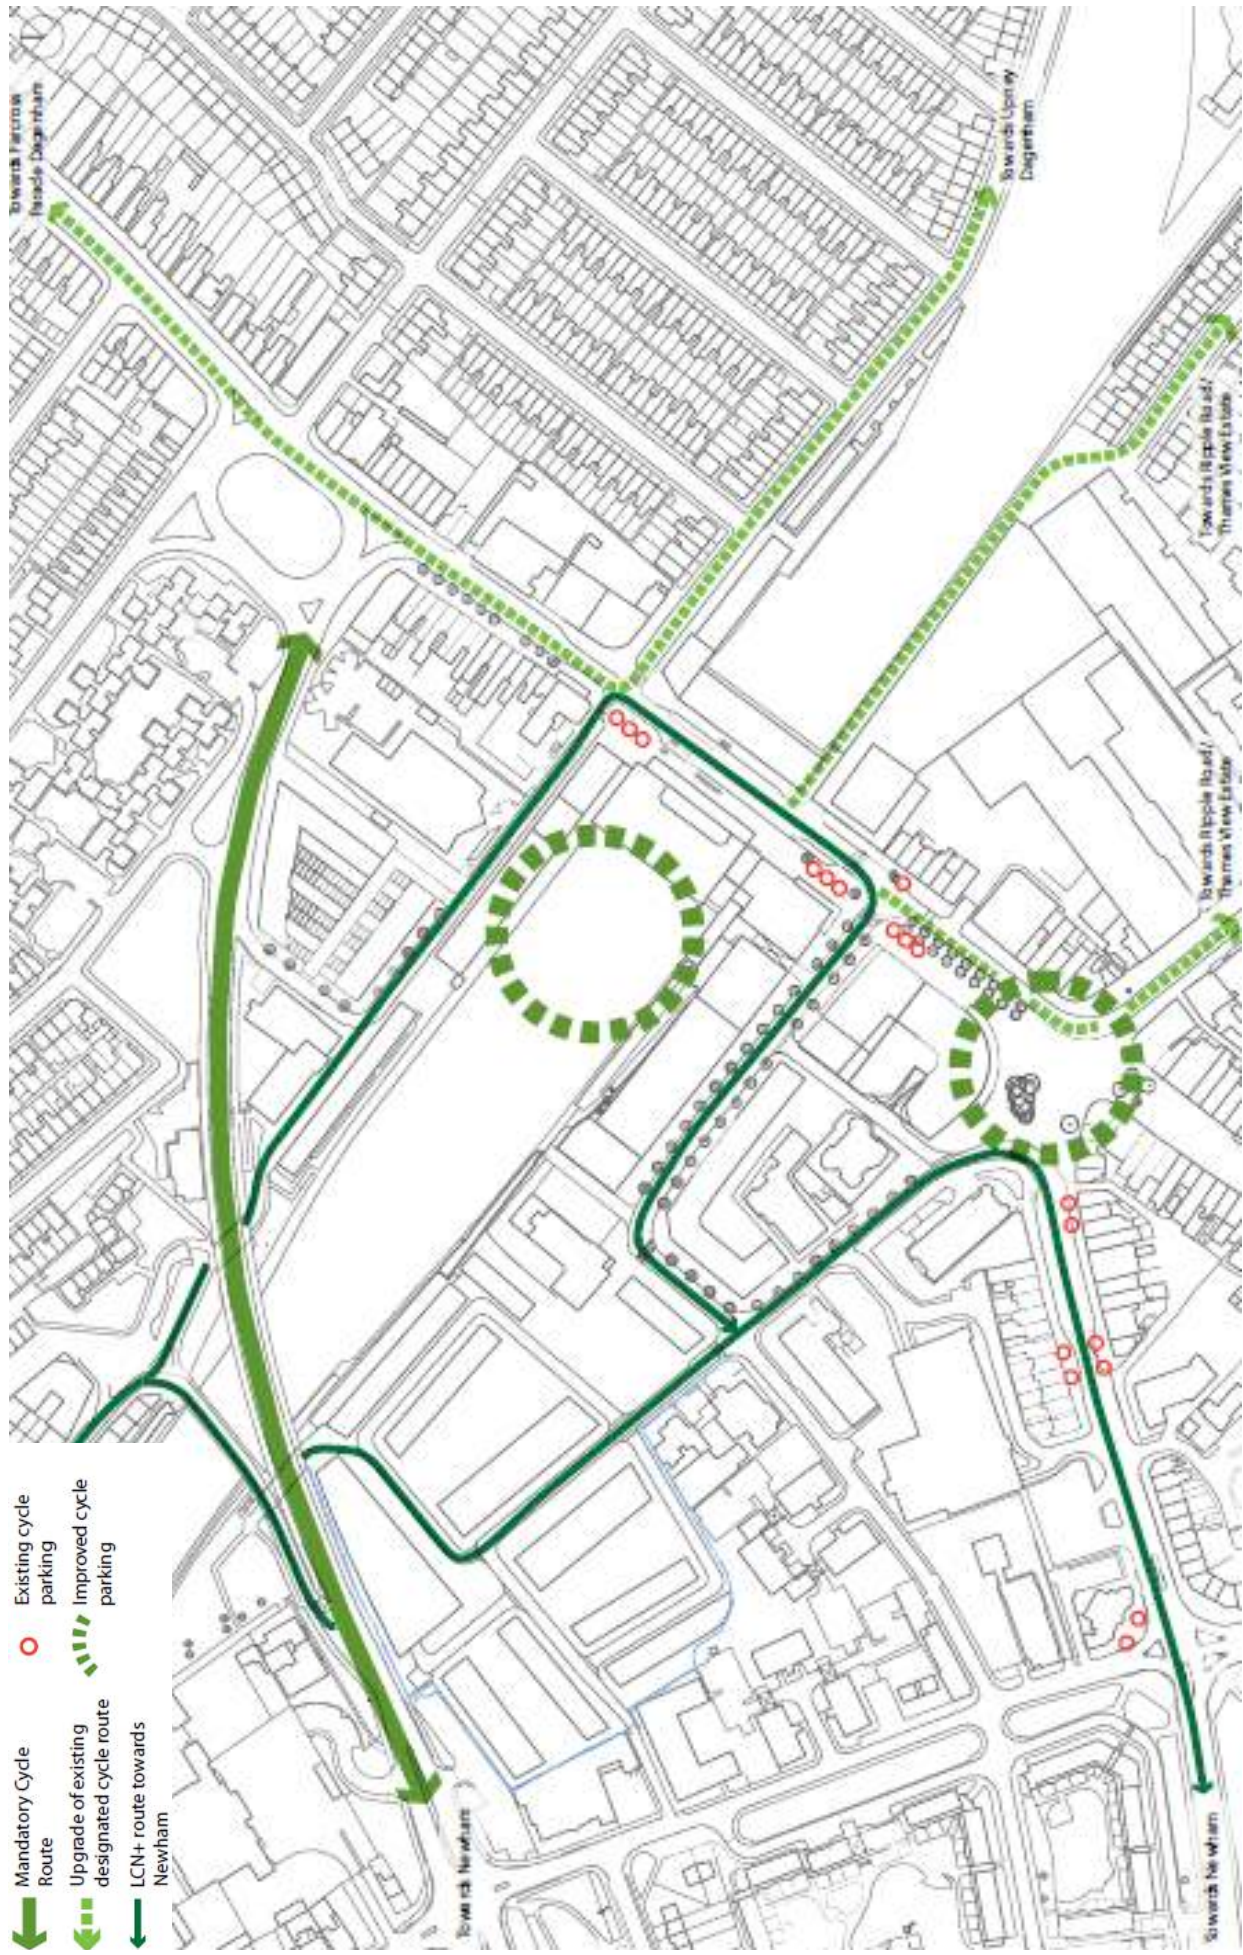 Mandatory Cycle
Route
Upgrade of existing
designated cycle route
LCN+ route towards
Newham
Existing cycle
parking
Improved cycle
parking
Towards Newham
Towards Newham
Parade Dagenham
Towards Upney
Dagenham
Towards Ripple Road/
Thames View Estate
Towards Ripple Road/
Thames View Estate